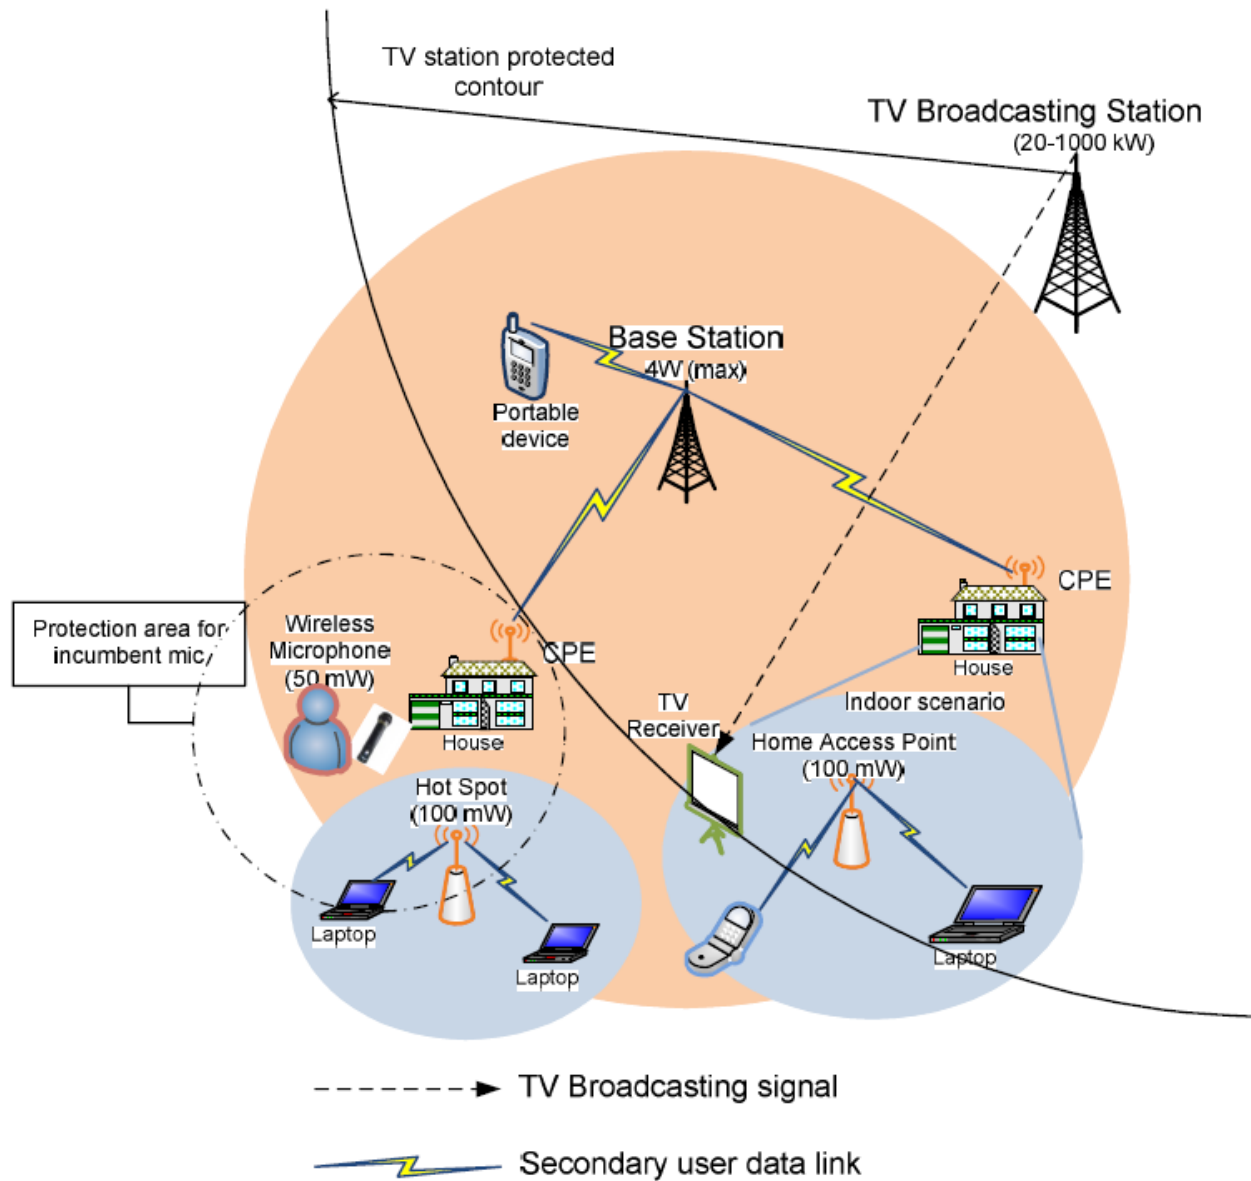 TV station protected
contour
TV Broadcasting Station
(20-1000 kW)
Base Station
4W (max)
Portable
device
CPE
House
Protection area for
incumbent mic
Wireless
Microphone
(50 mW)
CPE
House
TV
Receiver
Indoor scenario
Home Access Point
(100 mW)
Hot Spot
(100 mW)
Laptop
Laptop
Laptop
TV Broadcasting signal
Secondary user data link